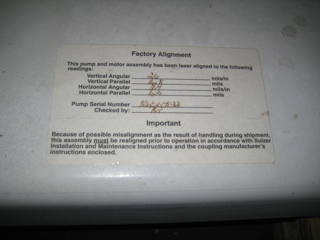 Factory Alignment
This pump and motor assembly has been laser aligned to the following
readings:
Vertical Angular mils/in
Vertical Parallel mils
Horizontal Angular mils/in
Horizontal Parallel mils
Pump Serial Number
Checked by:
Important
Because of possible misalignment as the result of handling during shipment,
this assembly must be realigned prior to operation in accordance with Sulzer
Installation and Maintenance Instructions and the coupling manufacturer's
instructions enclosed.